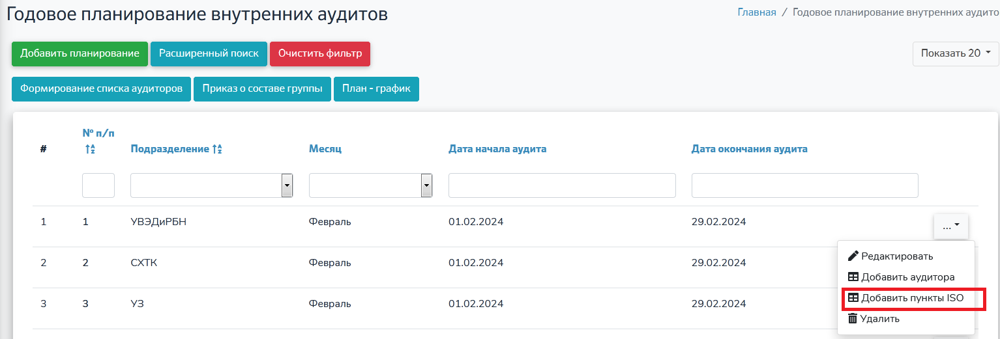 Годовое планирование внутренних аудитов
Главная / Годовое планирование внутренних аудито
Добавить планирование Расширенный поиск Очистить фильтр Показать 20
Формирование списка аудиторов Приказ о составе группы План - график
# № п/п Подразделение Месяц Дата начала аудита Дата окончания аудита
1 1 УВЭДиРБН Февраль 01.02.2024 29.02.2024 ...
2 2 СХТК Февраль 01.02.2024 29.02.2024
3 3 УЗ Февраль 01.02.2024 29.02.2024
Редактировать
Добавить аудитора
Добавить пункты ISO
Удалить